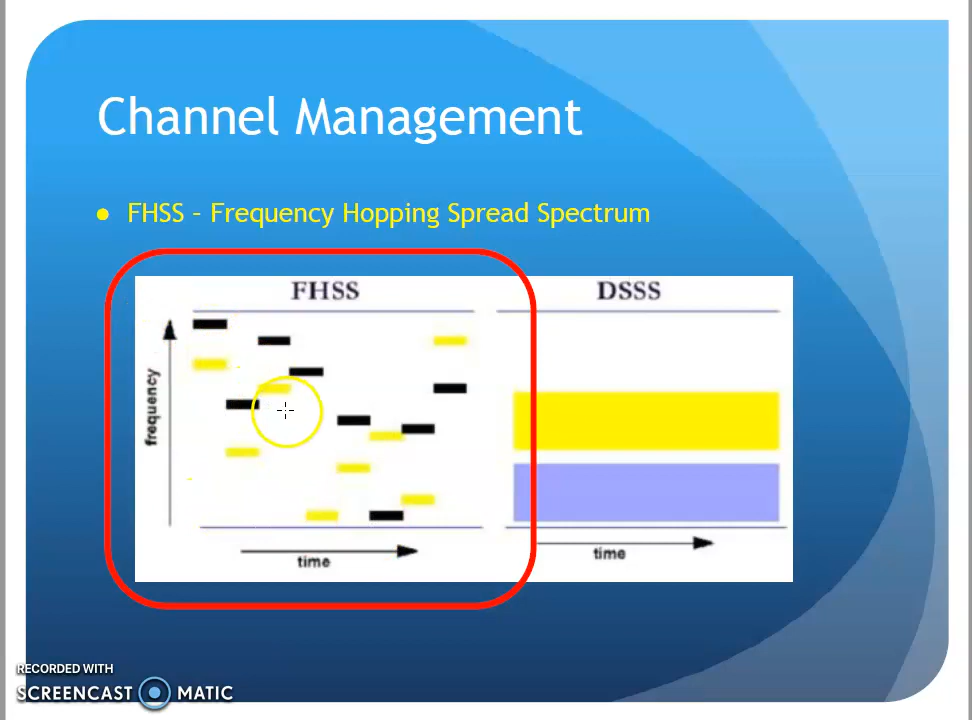 Channel Management
● FHSS – Frequency Hopping Spread Spectrum
FHSS
DSSS
frequency
time
time
RECORDED WITH
SCREENCAST MATIC